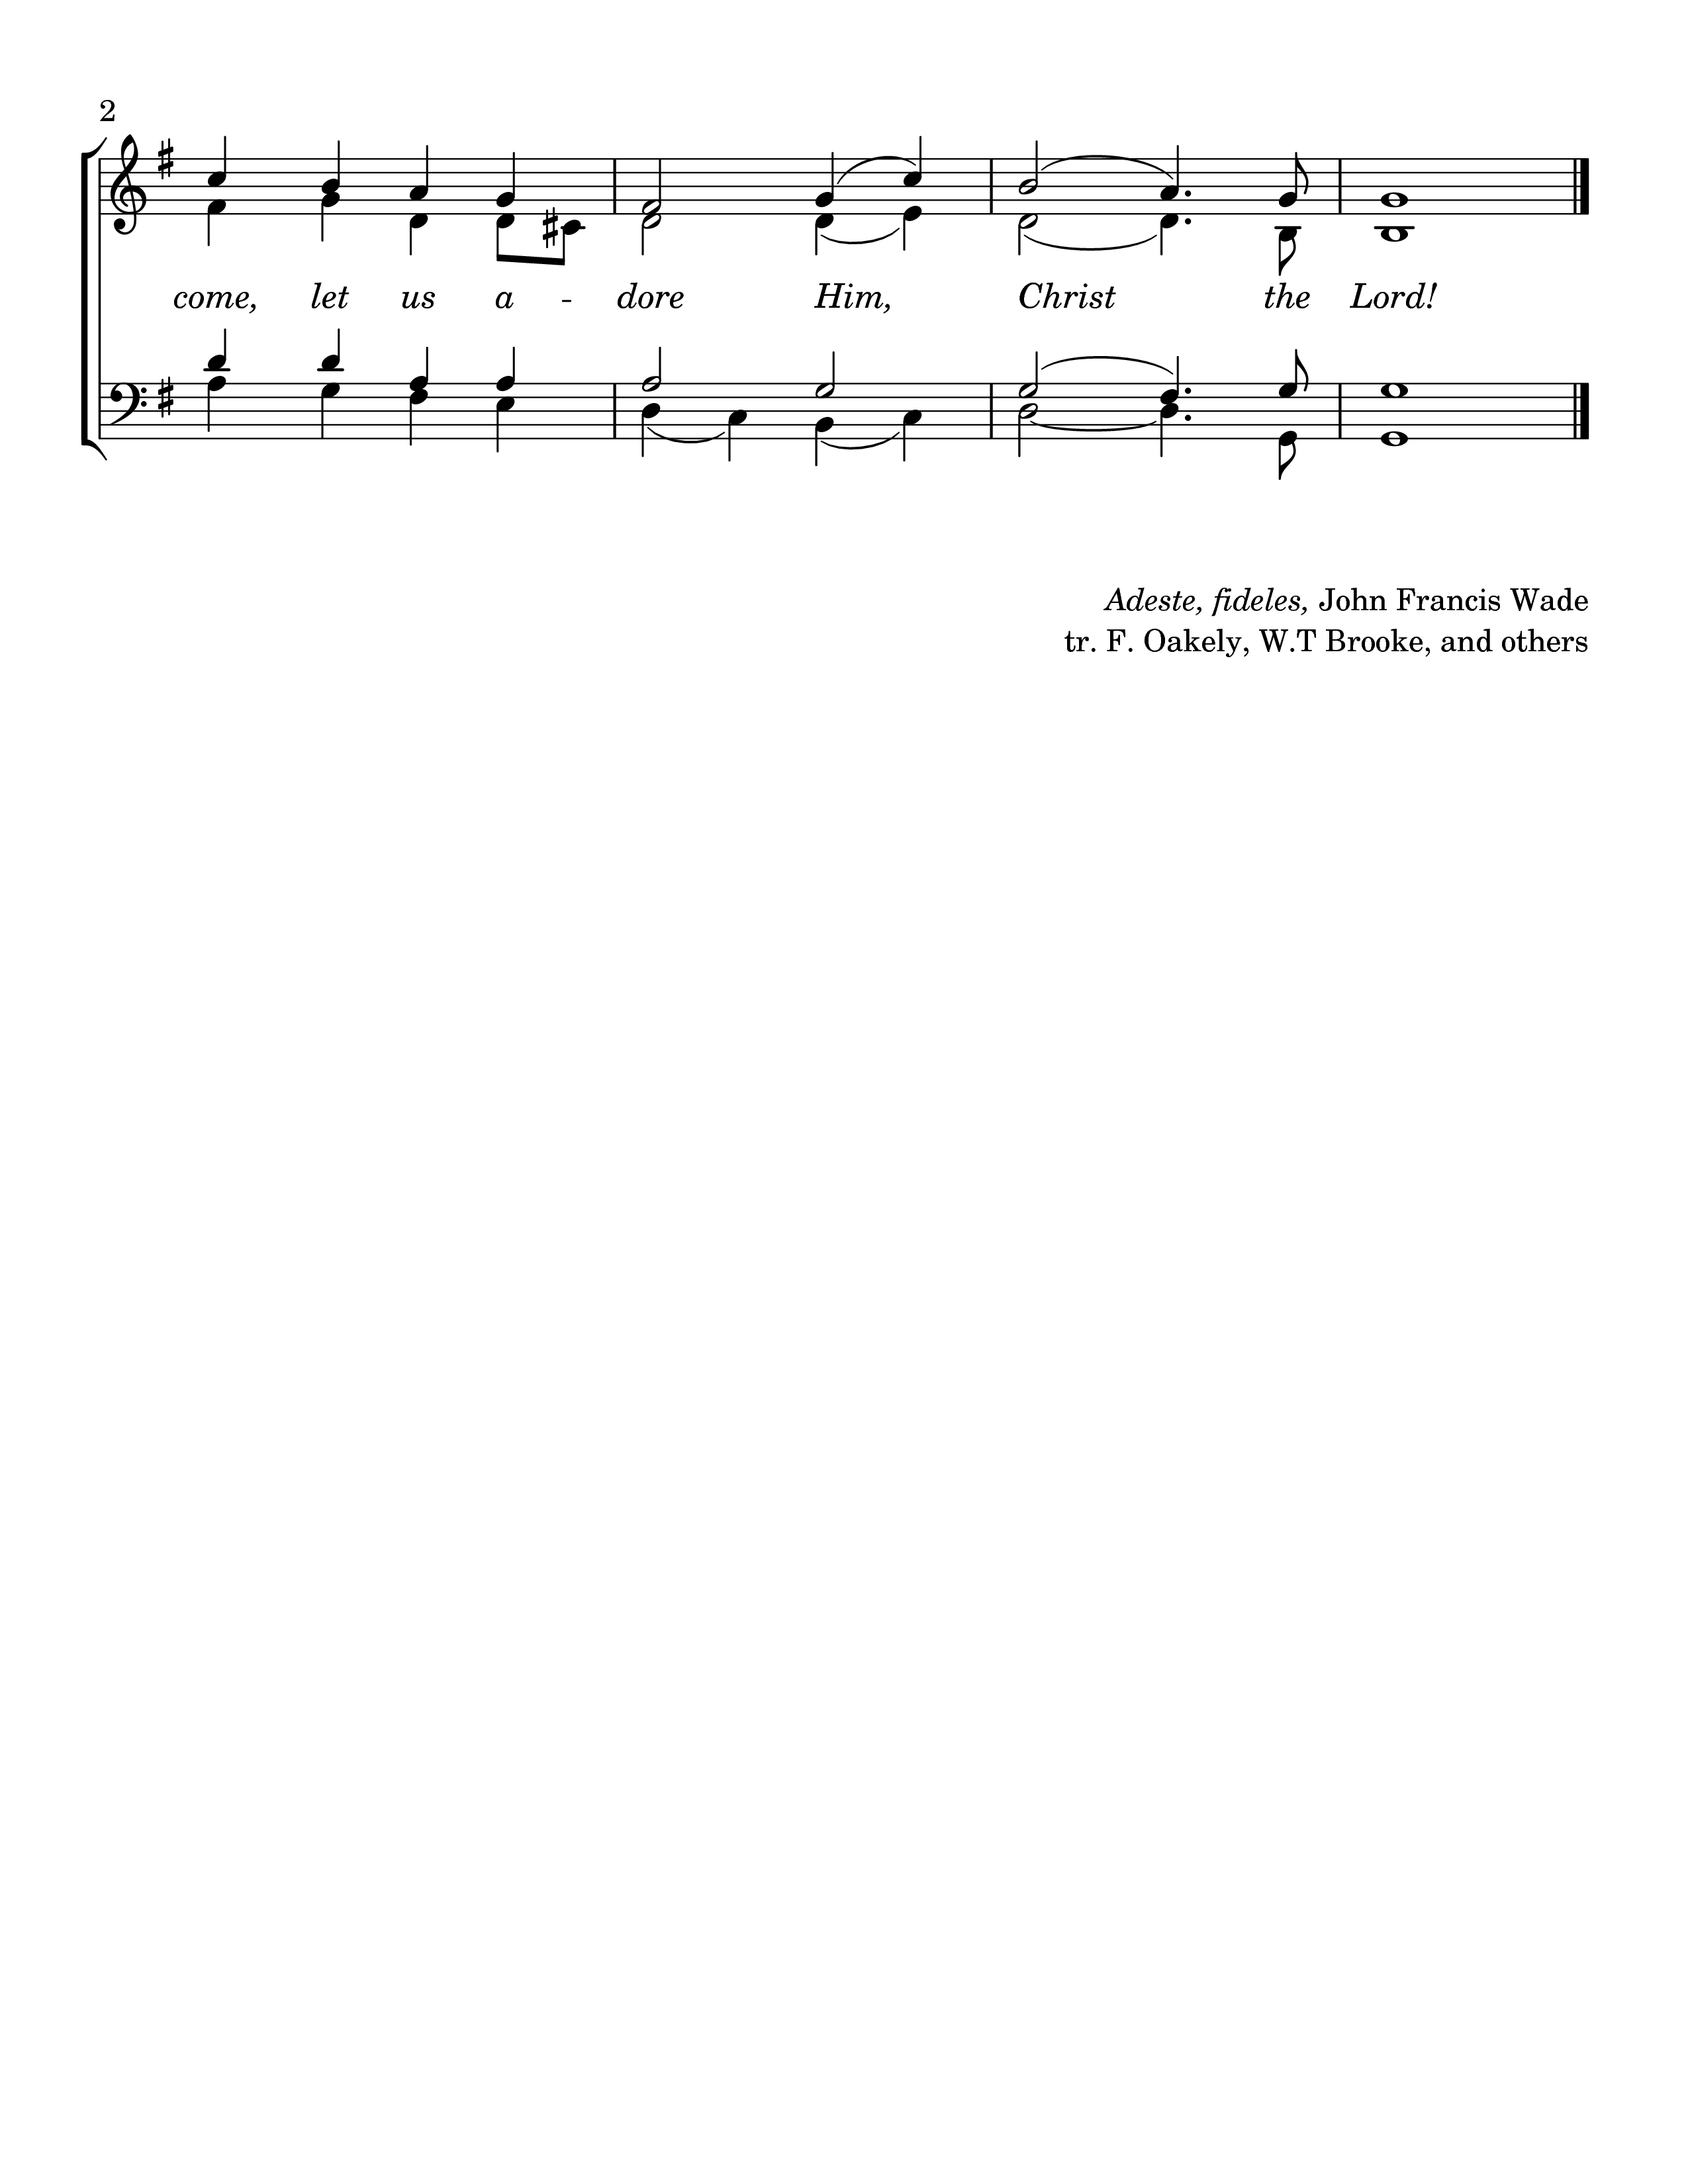 2
come, let us a - dore Him, Christ the Lord!
Adeste, fideles, John Francis Wade
tr. F. Oakely, W.T Brooke, and others